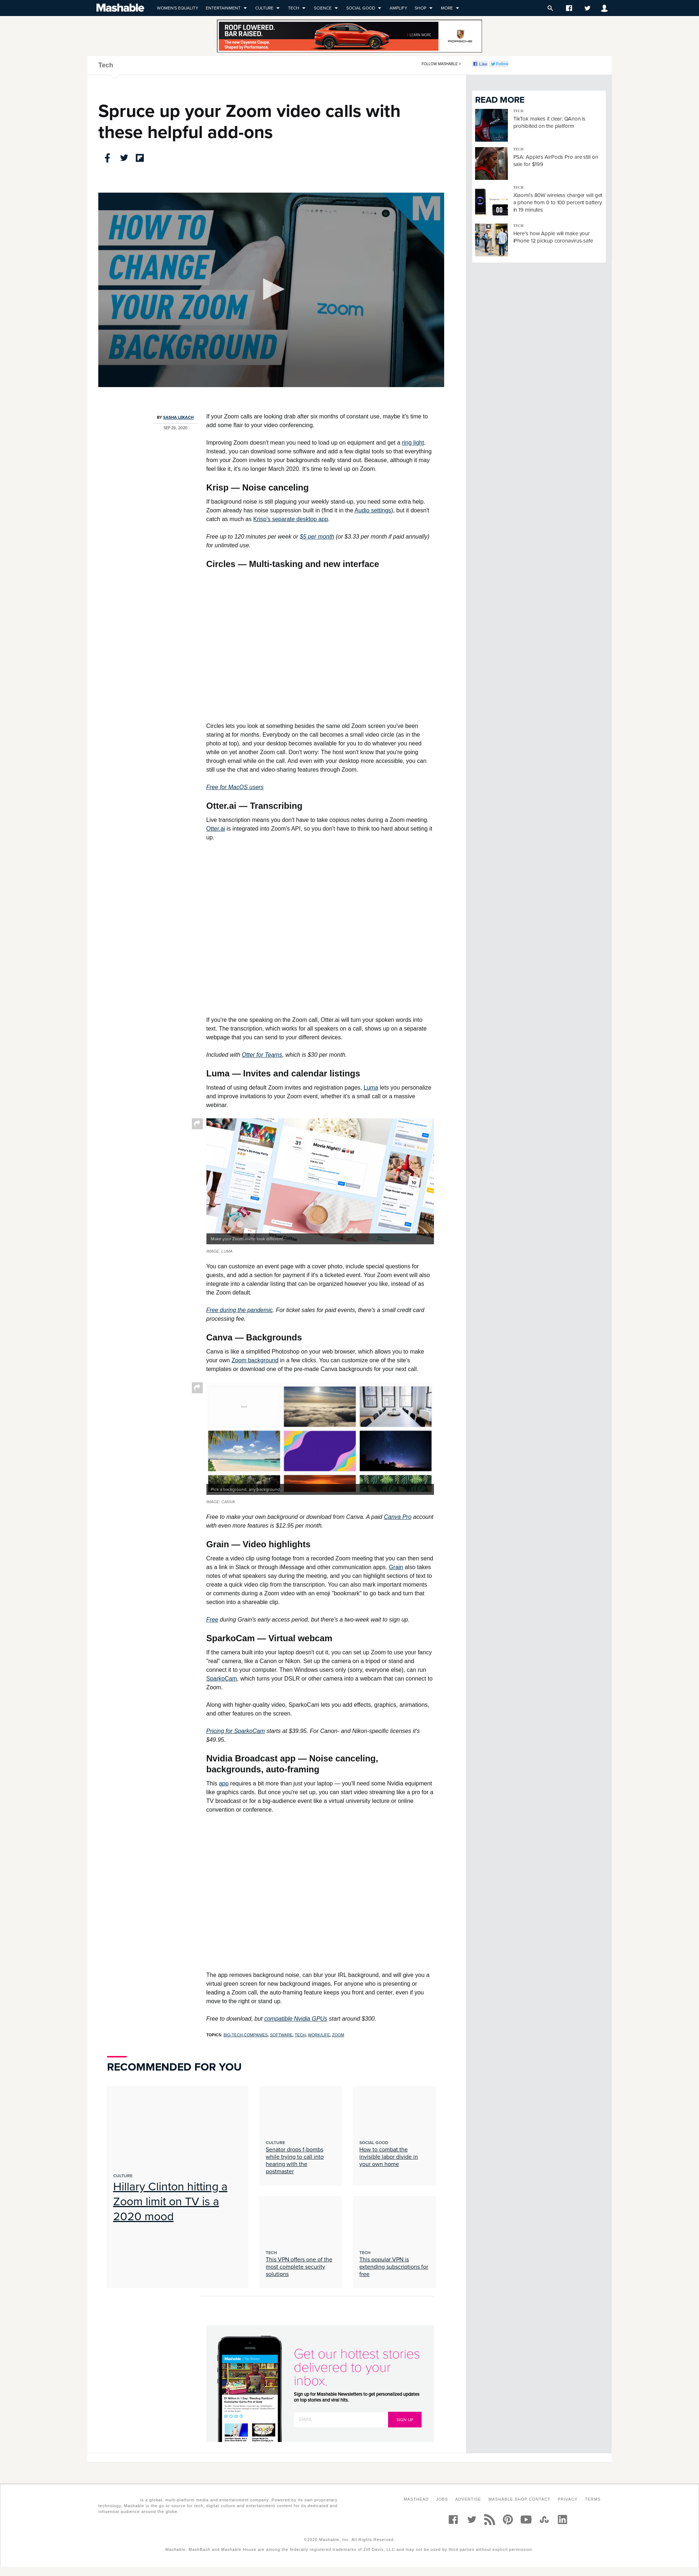 Mashable
WOMEN'S EQUALITY ENTERTAINMENT CULTURE TECH SCIENCE SOCIAL GOOD AMPLIFY SHOP MORE
ROOF LOWERED.
BAR RAISED.
The new Cayenne Coupe.
Shaped by Performance.
LEARN MORE
PORSCHE
Tech
FOLLOW MASHABLE >
Like
Follow
Spruce up your Zoom video calls with
these helpful add-ons
HOW TO
CHANGE
YOUR ZOOM
BACKGROUND
zoom
M
BY SASHA LEKACH
SEP 26, 2020
If your Zoom calls are looking drab after six months of constant use, maybe it's time to
add some flair to your video conferencing.
Improving Zoom doesn't mean you need to load up on equipment and get a ring light.
Instead, you can download some software and add a few digital tools so that everything
from your Zoom invites to your backgrounds really stand out. Because, although it may
feel like it, it's no longer March 2020. It's time to level up on Zoom.
Krisp — Noise canceling
If background noise is still plaguing your weekly stand-up, you need some extra help.
Zoom already has noise suppression built in (find it in the Audio settings), but it doesn't
catch as much as Krisp's separate desktop app.
Free up to 120 minutes per week or $5 per month (or $3.33 per month if paid annually)
for unlimited use.
Circles — Multi-tasking and new interface
Circles lets you look at something besides the same old Zoom screen you've been
staring at for months. Everybody on the call becomes a small video circle (as in the
photo at top), and your desktop becomes available for you to do whatever you need
while on yet another Zoom call. Don't worry: The host won't know that you're going
through email while on the call. And even with your desktop more accessible, you can
still use the chat and video-sharing features through Zoom.
Free for MacOS users
Otter.ai — Transcribing
Live transcription means you don't have to take copious notes during a Zoom meeting.
Otter.ai is integrated into Zoom's API, so you don't have to think too hard about setting it
up.
If you're the one speaking on the Zoom call, Otter.ai will turn your spoken words into
text. The transcription, which works for all speakers on a call, shows up on a separate
webpage that you can send to your different devices.
Included with Otter for Teams, which is $30 per month.
Luma — Invites and calendar listings
Instead of using default Zoom invites and registration pages, Luma lets you personalize
and improve invitations to your Zoom event, whether it's a small call or a massive
webinar.
Make your Zoom invite look different.
IMAGE: LUMA
You can customize an event page with a cover photo, include special questions for
guests, and add a section for payment if it's a ticketed event. Your Zoom event will also
integrate into a calendar listing that can be organized however you like, instead of as
the Zoom default.
Free during the pandemic. For ticket sales for paid events, there's a small credit card
processing fee.
Canva — Backgrounds
Canva is like a simplified Photoshop on your web browser, which allows you to make
your own Zoom background in a few clicks. You can customize one of the site's
templates or download one of the pre-made Canva backgrounds for your next call.
Pick a background, any background.
IMAGE: CANVA
Free to make your own background or download from Canva. A paid Canva Pro account
with even more features is $12.95 per month.
Grain — Video highlights
Create a video clip using footage from a recorded Zoom meeting that you can then send
as a link in Slack or through iMessage and other communication apps. Grain also takes
notes of what speakers say during the meeting, and you can highlight sections of text to
create a quick video clip from the transcription. You can also mark important moments
or comments during a Zoom video with an emoji "bookmark" to go back and turn that
section into a shareable clip.
Free during Grain's early access period, but there's a two-week wait to sign up.
SparkoCam — Virtual webcam
If the camera built into your laptop doesn't cut it, you can set up Zoom to use your fancy
"real" camera, like a Canon or Nikon. Set up the camera on a tripod or stand and
connect it to your computer. Then Windows users only (sorry, everyone else), can run
SparkoCam, which turns your DSLR or other camera into a webcam that can connect to
Zoom.
Along with higher-quality video, SparkoCam lets you add effects, graphics, animations,
and other features on the screen.
Pricing for SparkoCam starts at $39.95. For Canon- and Nikon-specific licenses it's
$49.95.
Nvidia Broadcast app — Noise canceling,
backgrounds, auto-framing
This app requires a bit more than just your laptop — you'll need some Nvidia equipment
like graphics cards. But once you're set up, you can start video streaming like a pro for a
TV broadcast or for a big-audience event like a virtual university lecture or online
convention or conference.
The app removes background noise, can blur your IRL background, and will give you a
virtual green screen for new background images. For anyone who is presenting or
leading a Zoom call, the auto-framing feature keeps you front and center, even if you
move to the right or stand up.
Free to download, but compatible Nvidia GPUs start around $300.
TOPICS: BIG-TECH-COMPANIES, SOFTWARE, TECH, WORK/LIFE, ZOOM
READ MORE
TECH
TikTok makes it clear: QAnon is
prohibited on the platform
TECH
PSA: Apple's AirPods Pro are still on
sale for $199
TECH
Xiaomi's 80W wireless charger will get
a phone from 0 to 100 percent battery
in 19 minutes
TECH
Here's how Apple will make your
iPhone 12 pickup coronavirus-safe
RECOMMENDED FOR YOU
CULTURE
Hillary Clinton hitting a
Zoom limit on TV is a
2020 mood
CULTURE
Senator drops f-bombs
while trying to call into
hearing with the
postmaster
SOCIAL GOOD
How to combat the
invisible labor divide in
your own home
TECH
This VPN offers one of the
most complete security
solutions
TECH
This popular VPN is
extending subscriptions for
free
Get our hottest stories
delivered to your
inbox.
Sign up for Mashable Newsletters to get personalized updates
on top stories and viral hits.
SIGN UP
is a global, multi-platform media and entertainment company. Powered by its own proprietary
technology, Mashable is the go-to source for tech, digital culture and entertainment content for its dedicated and
influential audience around the globe.
MASTHEAD JOBS ADVERTISE MASHABLE SHOP CONTACT PRIVACY TERMS
©2020 Mashable, Inc. All Rights Reserved.
Mashable, MashBash and Mashable House are among the federally registered trademarks of Ziff Davis, LLC and may not be used by third parties without explicit permission.